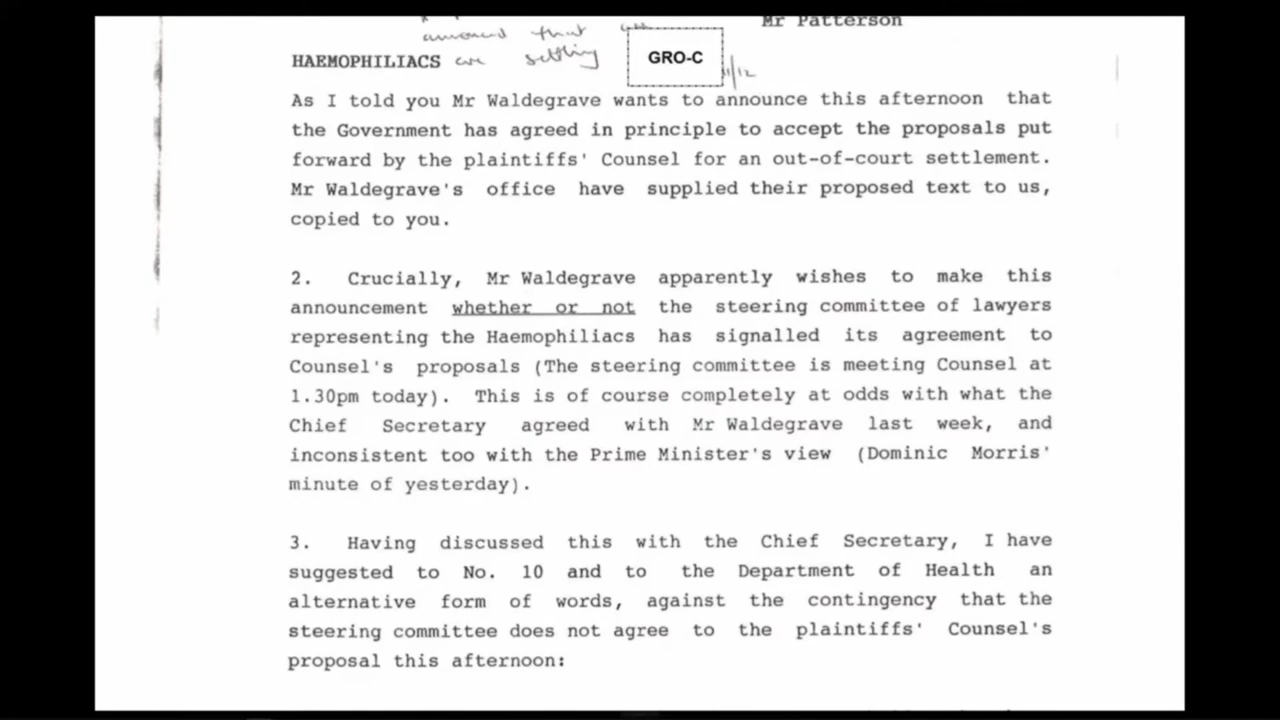 Mr Patterson
announced that
HAEMOPHILIACS are settling GRO-C
11/12
As I told you Mr Waldegrave wants to announce this afternoon that
the Government has agreed in principle to accept the proposals put
forward by the plaintiffs' Counsel for an out-of-court settlement.
Mr Waldegrave's office have supplied their proposed text to us,
copied to you.
2. Crucially, Mr Waldegrave apparently wishes to make this
announcement whether or not the steering committee of lawyers
representing the Haemophiliacs has signalled its agreement to
Counsel's proposals (The steering committee is meeting Counsel at
1.30pm today). This is of course completely at odds with what the
Chief Secretary agreed with Mr Waldegrave last week, and
inconsistent too with the Prime Minister's view (Dominic Morris'
minute of yesterday).
3. Having discussed this with the Chief Secretary, I have
suggested to No. 10 and to the Department of Health an
alternative form of words, against the contingency that the
steering committee does not agree to the plaintiffs' Counsel's
proposal this afternoon: